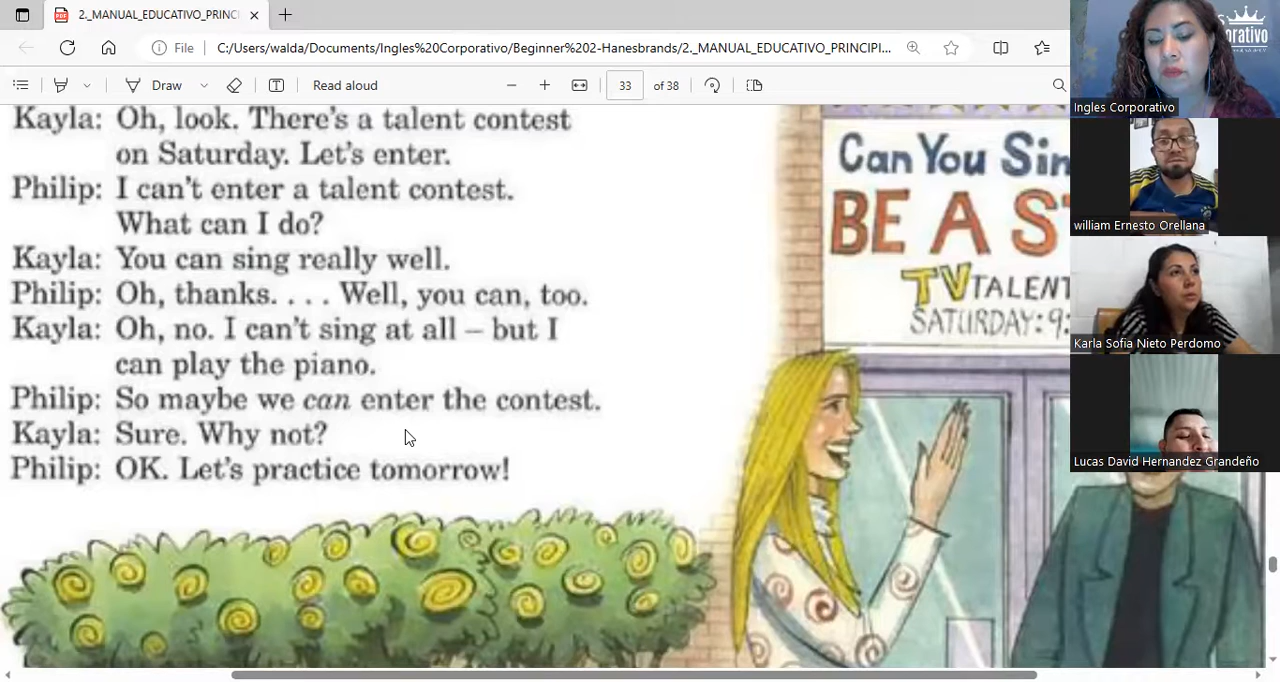 2._MANUAL_EDUCATIVO_PRINCI
File
C:/Users/walda/Documents/Ingles%20Corporativo/Beginner%202-Hanesbrands/2._MANUAL_EDUCATIVO_PRINCIPI...
Draw
Read aloud
33
of 38
Kayla: Oh, look. There's a talent contest
on Saturday. Let's enter.
Philip: I can't enter a talent contest.
What can I do?
Kayla: You can sing really well.
Philip: Oh, thanks. . . . Well, you can, too.
Kayla: Oh, no. I can't sing at all – but I
can play the piano.
Philip: So maybe we can enter the contest.
Kayla: Sure. Why not?
Philip: OK. Let's practice tomorrow!
Can You Sin
BE A S
TV TALENT
SATURDAY: 9:
Ingles Corporativo
william Ernesto Orellana
Karla Sofia Nieto Perdomo
Lucas David Hernandez Grandeño